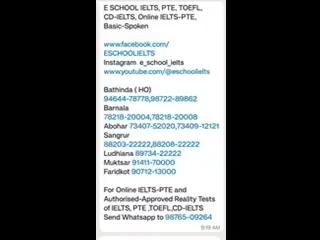 E SCHOOL IELTS, PTE, TOEFL,
CD-IELTS, Online IELTS-PTE,
Basic-Spoken
www.facebook.com/
ESCHOOLIELTS
Instagram e_school_ielts
www.youtube.com/@eschoolielts
Bathinda ( HO)
94644-78778,98722-89862
Barnala
78218-20004,78218-20008
Abohar 73407-52020,73409-12121
Sangrur
88203-22222,88208-22222
Ludhiana 89734-22222
Muktsar 91411-70000
Faridkot 90712-13000
For Online IELTS-PTE and
Authorised-Approved Reality Tests
of IELTS, PTE ,TOEFL,CD-IELTS
Send Whatsapp to 98765-09264
9:19 AM